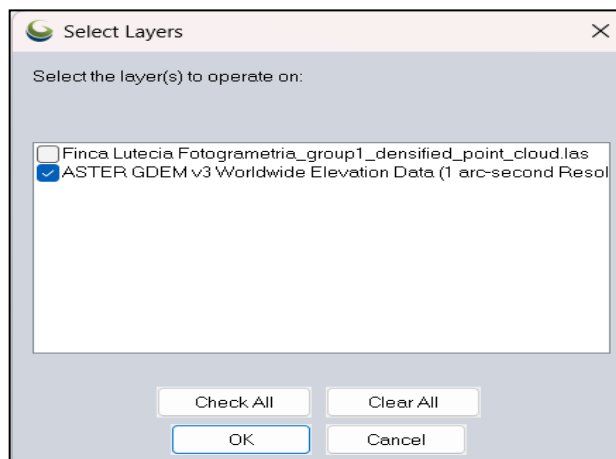 Select Layers
Select the layer(s) to operate on:
Finca Lutecia Fotogrametria_group1_densified_point_cloud.las
ASTER GDEM v3 Worldwide Elevation Data (1 arc-second Resol
Check All
Clear All
OK
Cancel